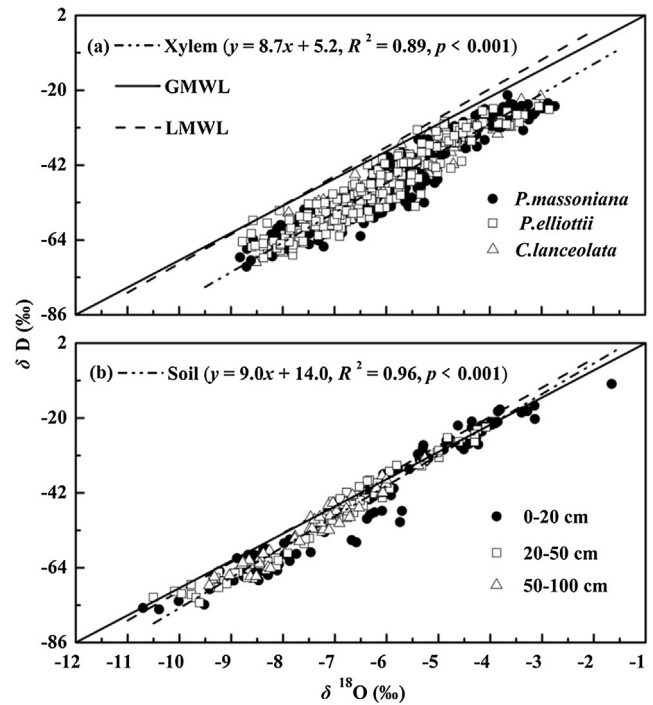 2
(a) Xylem (y = 8.7x + 5.2, R² = 0.89, p < 0.001)
-20
GMWL
LMWL
-42
P.massoniana
P.elliottii
-64
C.lanceolata
-86
δ D (‰)
2
(b) Soil (y = 9.0x + 14.0, R² = 0.96, p < 0.001)
-20
-42
0-20 cm
20-50 cm
-64
50-100 cm
-86
-12 -11 -10 -9 -8 -7 -6 -5 -4 -3 -2 -1
δ ¹⁸O (‰)